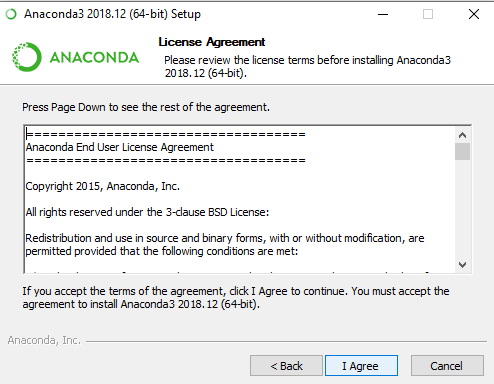 Anaconda3 2018.12 (64-bit) Setup
ANACONDA
License Agreement
Please review the license terms before installing Anaconda3
2018.12 (64-bit).
Press Page Down to see the rest of the agreement.
=====================================
Anaconda End User License Agreement
=====================================
Copyright 2015, Anaconda, Inc.
All rights reserved under the 3-clause BSD License:
Redistribution and use in source and binary forms, with or without modification, are
permitted provided that the following conditions are met:
If you accept the terms of the agreement, click I Agree to continue. You must accept the
agreement to install Anaconda3 2018.12 (64-bit).
Anaconda, Inc.
< Back
I Agree
Cancel